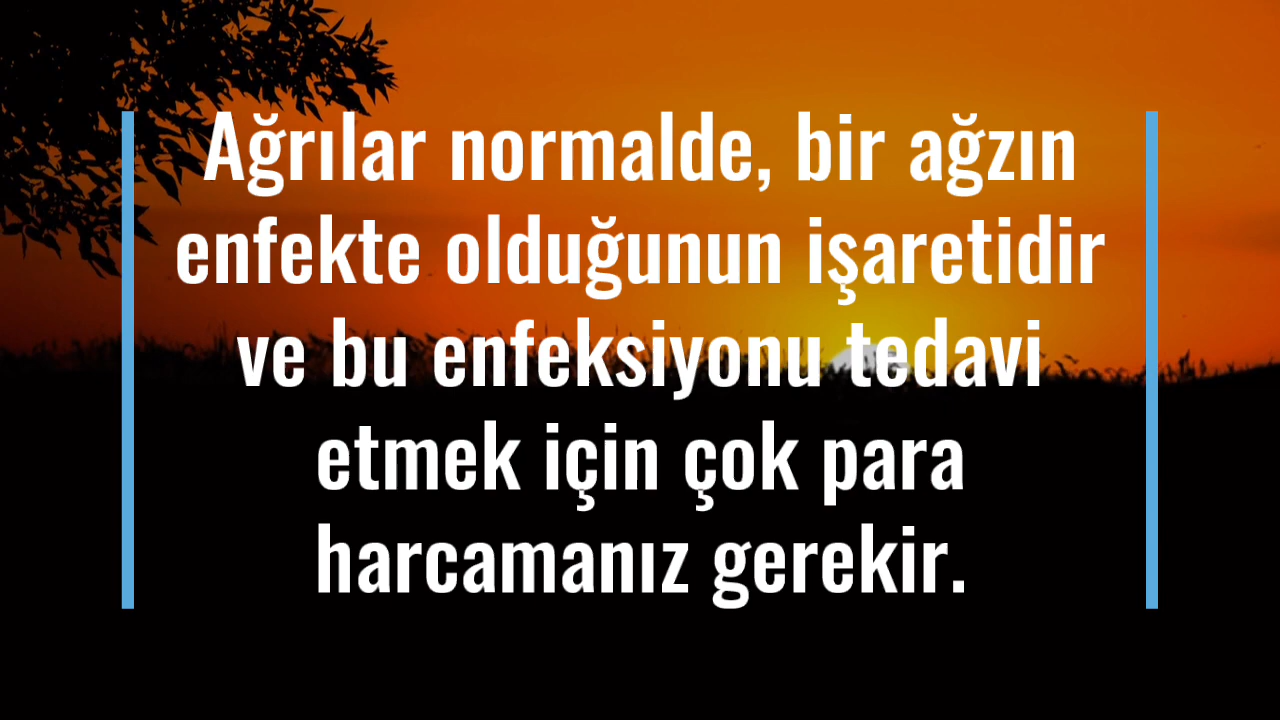 Ağrılar normalde, bir ağzın
enfekte olduğunun işaretidir
ve bu enfeksiyonu tedavi
etmek için çok para
harcamanız gerekir.